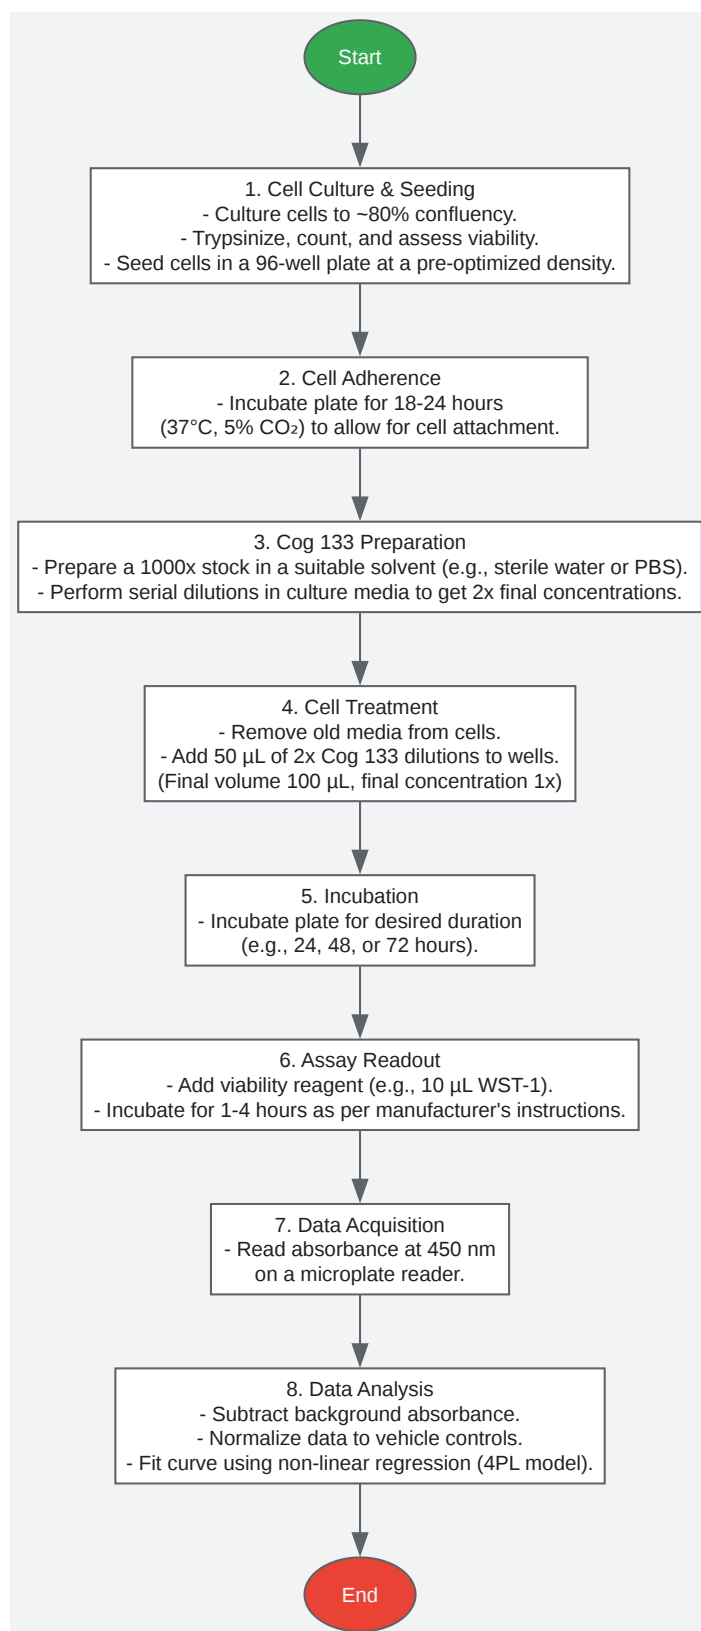 Start
1. Cell Culture & Seeding
- Culture cells to ~80% confluency.
- Trypsinize, count, and assess viability.
- Seed cells in a 96-well plate at a pre-optimized density.
2. Cell Adherence
- Incubate plate for 18-24 hours
(37°C, 5% CO₂) to allow for cell attachment.
3. Cog 133 Preparation
- Prepare a 1000x stock in a suitable solvent (e.g., sterile water or PBS).
- Perform serial dilutions in culture media to get 2x final concentrations.
4. Cell Treatment
- Remove old media from cells.
- Add 50 µL of 2x Cog 133 dilutions to wells.
(Final volume 100 µL, final concentration 1x)
5. Incubation
- Incubate plate for desired duration
(e.g., 24, 48, or 72 hours).
6. Assay Readout
- Add viability reagent (e.g., 10 µL WST-1).
- Incubate for 1-4 hours as per manufacturer's instructions.
7. Data Acquisition
- Read absorbance at 450 nm
on a microplate reader.
8. Data Analysis
- Subtract background absorbance.
- Normalize data to vehicle controls.
- Fit curve using non-linear regression (4PL model).
End